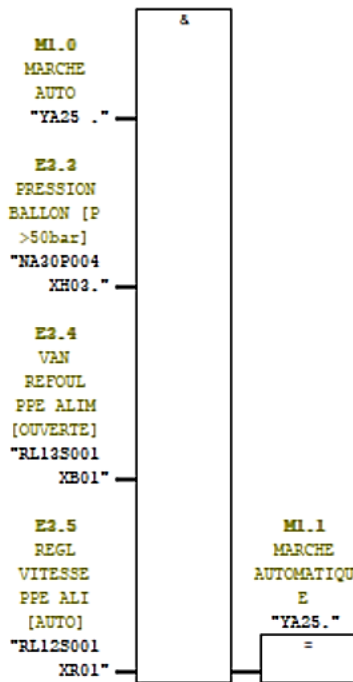 &
M1.0
MARCHE
AUTO
"YA25 ."
E3.3
PRESSION
BALLON [P
>50bar]
"NA30P004
XH03."
E3.4
VAN
REFOUL
PPE ALIM
[OUVERTE]
"RL13S001
XB01"
E3.5
REGL
VITESSE
PPE ALI
[AUTO]
"RL12S001
XR01"
M1.1
MARCHE
AUTOMATIQU
E
"YA25."
=